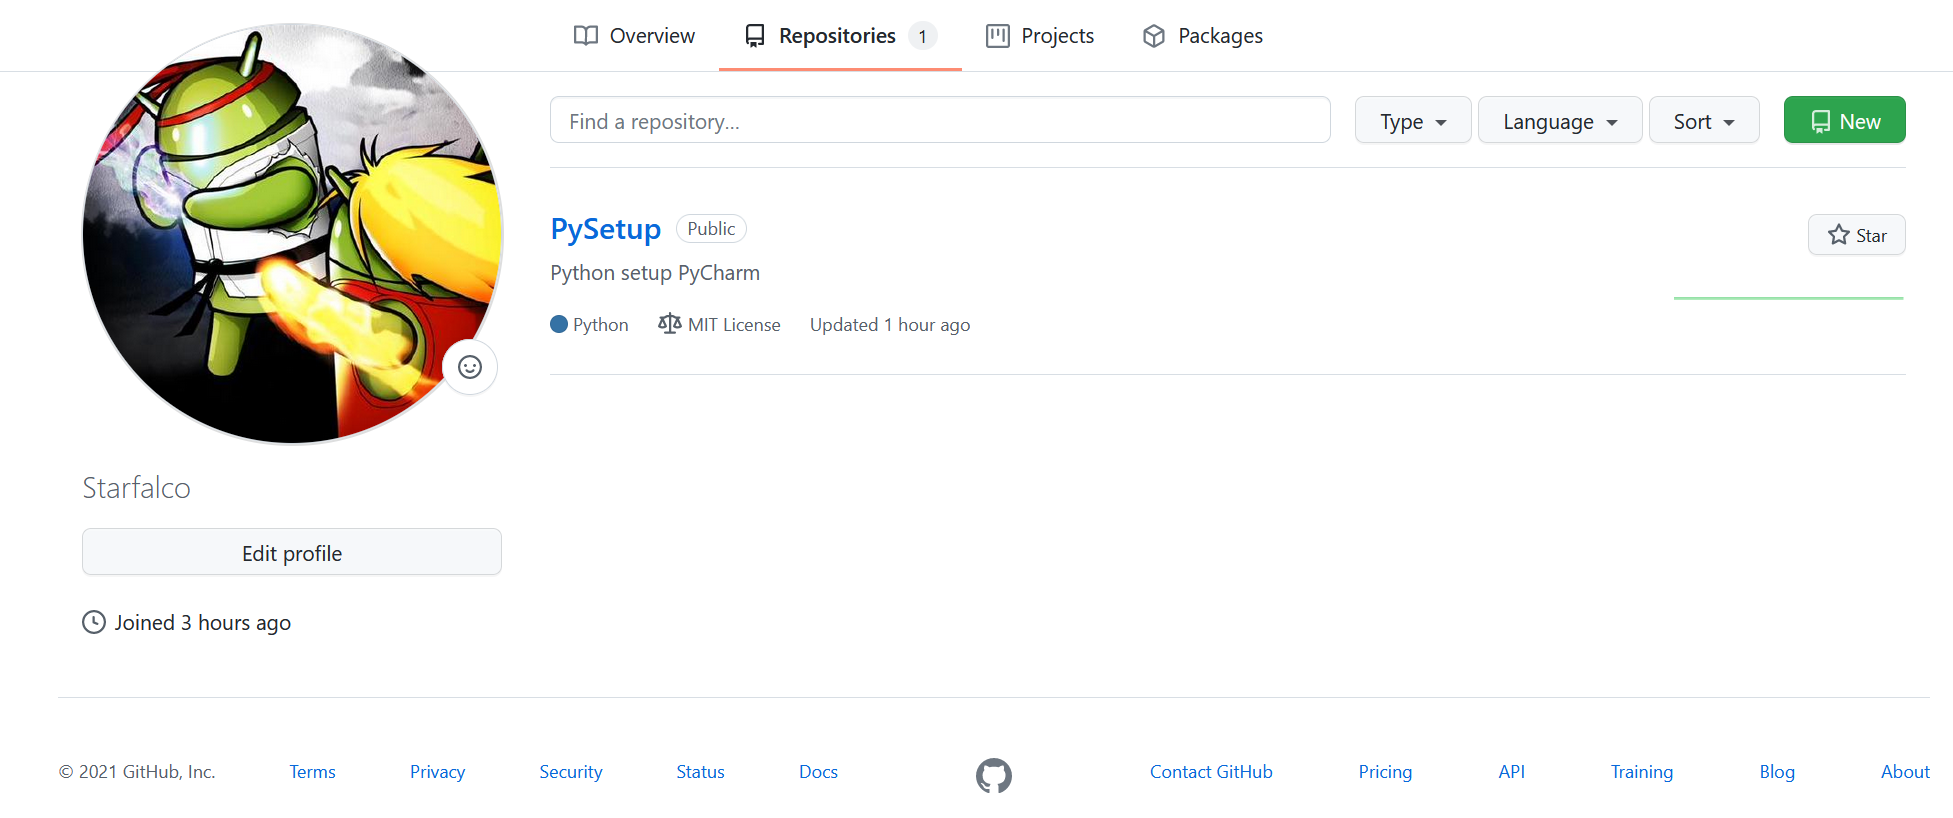 Overview Repositories 1 Projects Packages
Find a repository... Type Language Sort New
PySetup Public Star
Python setup PyCharm
Python MIT License Updated 1 hour ago
Starfalco
Edit profile
Joined 3 hours ago
© 2021 GitHub, Inc. Terms Privacy Security Status Docs Contact GitHub Pricing API Training Blog About